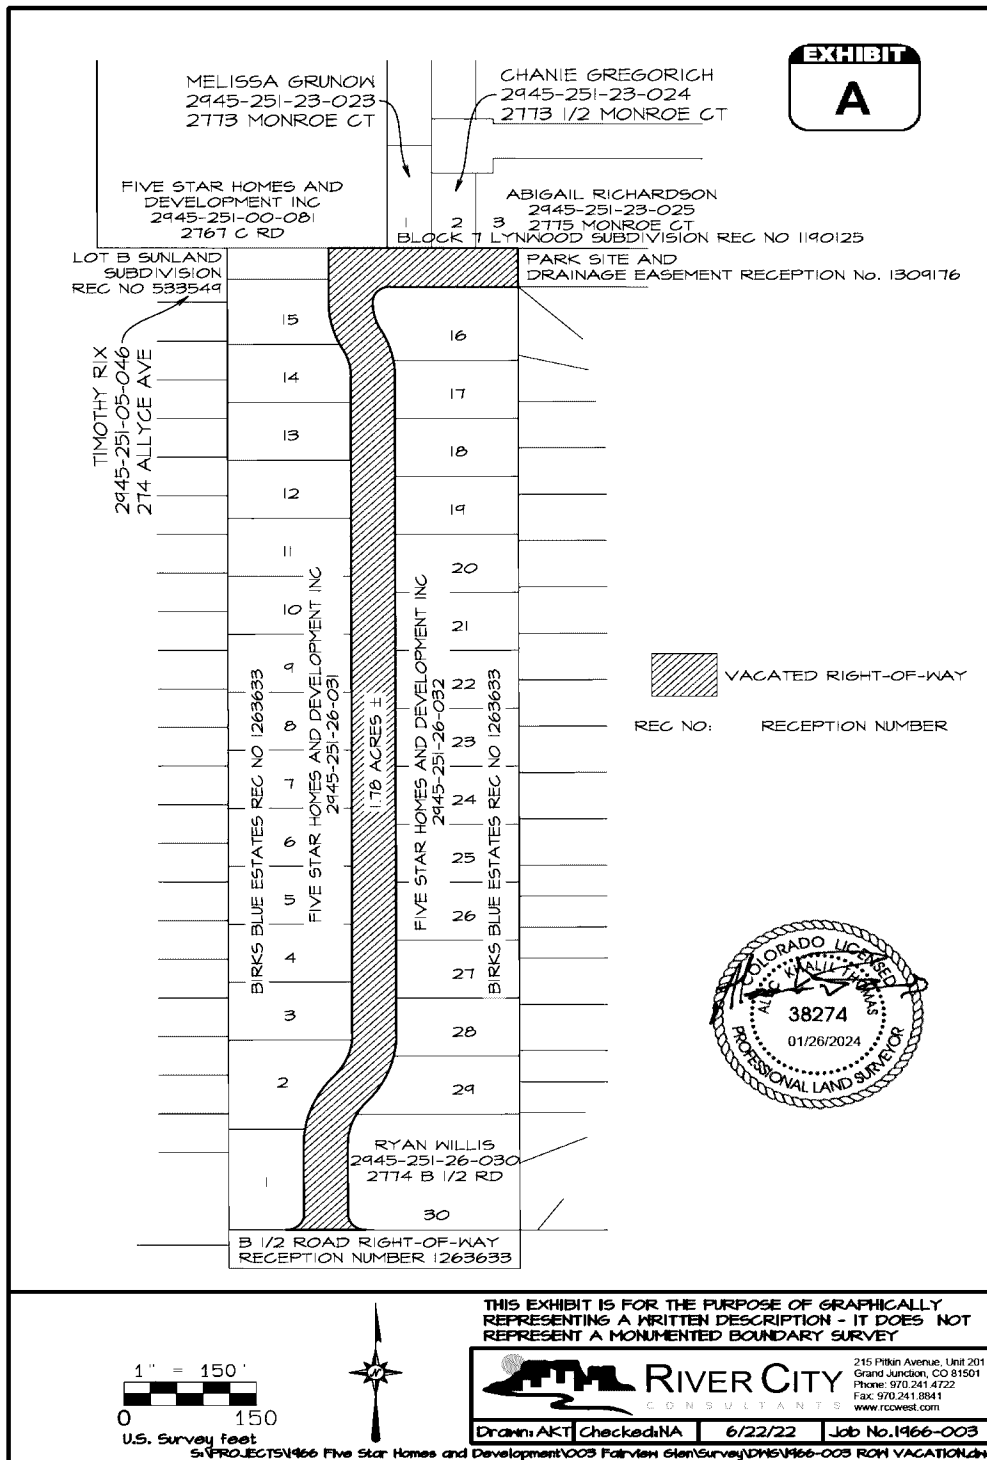 EXHIBIT
A
MELISSA GRUNOW
2945-251-23-023
2773 MONROE CT
CHANIE GREGORICH
2945-251-23-024
2773 1/2 MONROE CT
FIVE STAR HOMES AND
DEVELOPMENT INC
2945-251-00-081
2767 C RD
ABIGAIL RICHARDSON
2945-251-23-025
2775 MONROE CT
1
2
3
BLOCK 7 LYNWOOD SUBDIVISION REC NO 1190125
LOT B SUNLAND
SUBDIVISION
REC NO 533549
PARK SITE AND
DRAINAGE EASEMENT RECEPTION No. 1309176
TIMOTHY RIX
2945-251-05-046
274 ALLYCE AVE
15
14
13
12
11
10
9
8
7
6
5
4
3
2
1
16
17
18
19
20
21
22
23
24
25
26
27
28
29
30
BIRKS BLUE ESTATES REC NO 1263633
FIVE STAR HOMES AND DEVELOPMENT INC
2945-251-26-031
1.78 ACRES ±
FIVE STAR HOMES AND DEVELOPMENT INC
2945-251-26-032
BIRKS BLUE ESTATES REC NO 1263633
VACATED RIGHT-OF-WAY
REC NO: RECEPTION NUMBER
COLORADO LICENSED
ALEC KHALIL THOMAS
38274
01/26/2024
PROFESSIONAL LAND SURVEYOR
RYAN WILLIS
2945-251-26-030
2774 B 1/2 RD
B 1/2 ROAD RIGHT-OF-WAY
RECEPTION NUMBER 1263633
1" = 150'
0 150
U.S. Survey feet
N
THIS EXHIBIT IS FOR THE PURPOSE OF GRAPHICALLY
REPRESENTING A WRITTEN DESCRIPTION - IT DOES NOT
REPRESENT A MONUMENTED BOUNDARY SURVEY
RIVER CITY
CONSULTANTS
215 Pitkin Avenue, Unit 201
Grand Junction, CO 81501
Phone: 970.241.4722
Fax: 970.241.8841
www.rccwest.com
Drawn: AKT Checked:NA 6/22/22 Job No.1966-003
S:\PROJECTS\1966 Five Star Homes and Development\003 Fairview Glen\Survey\DWG\1966-003 ROW VACATION.dw